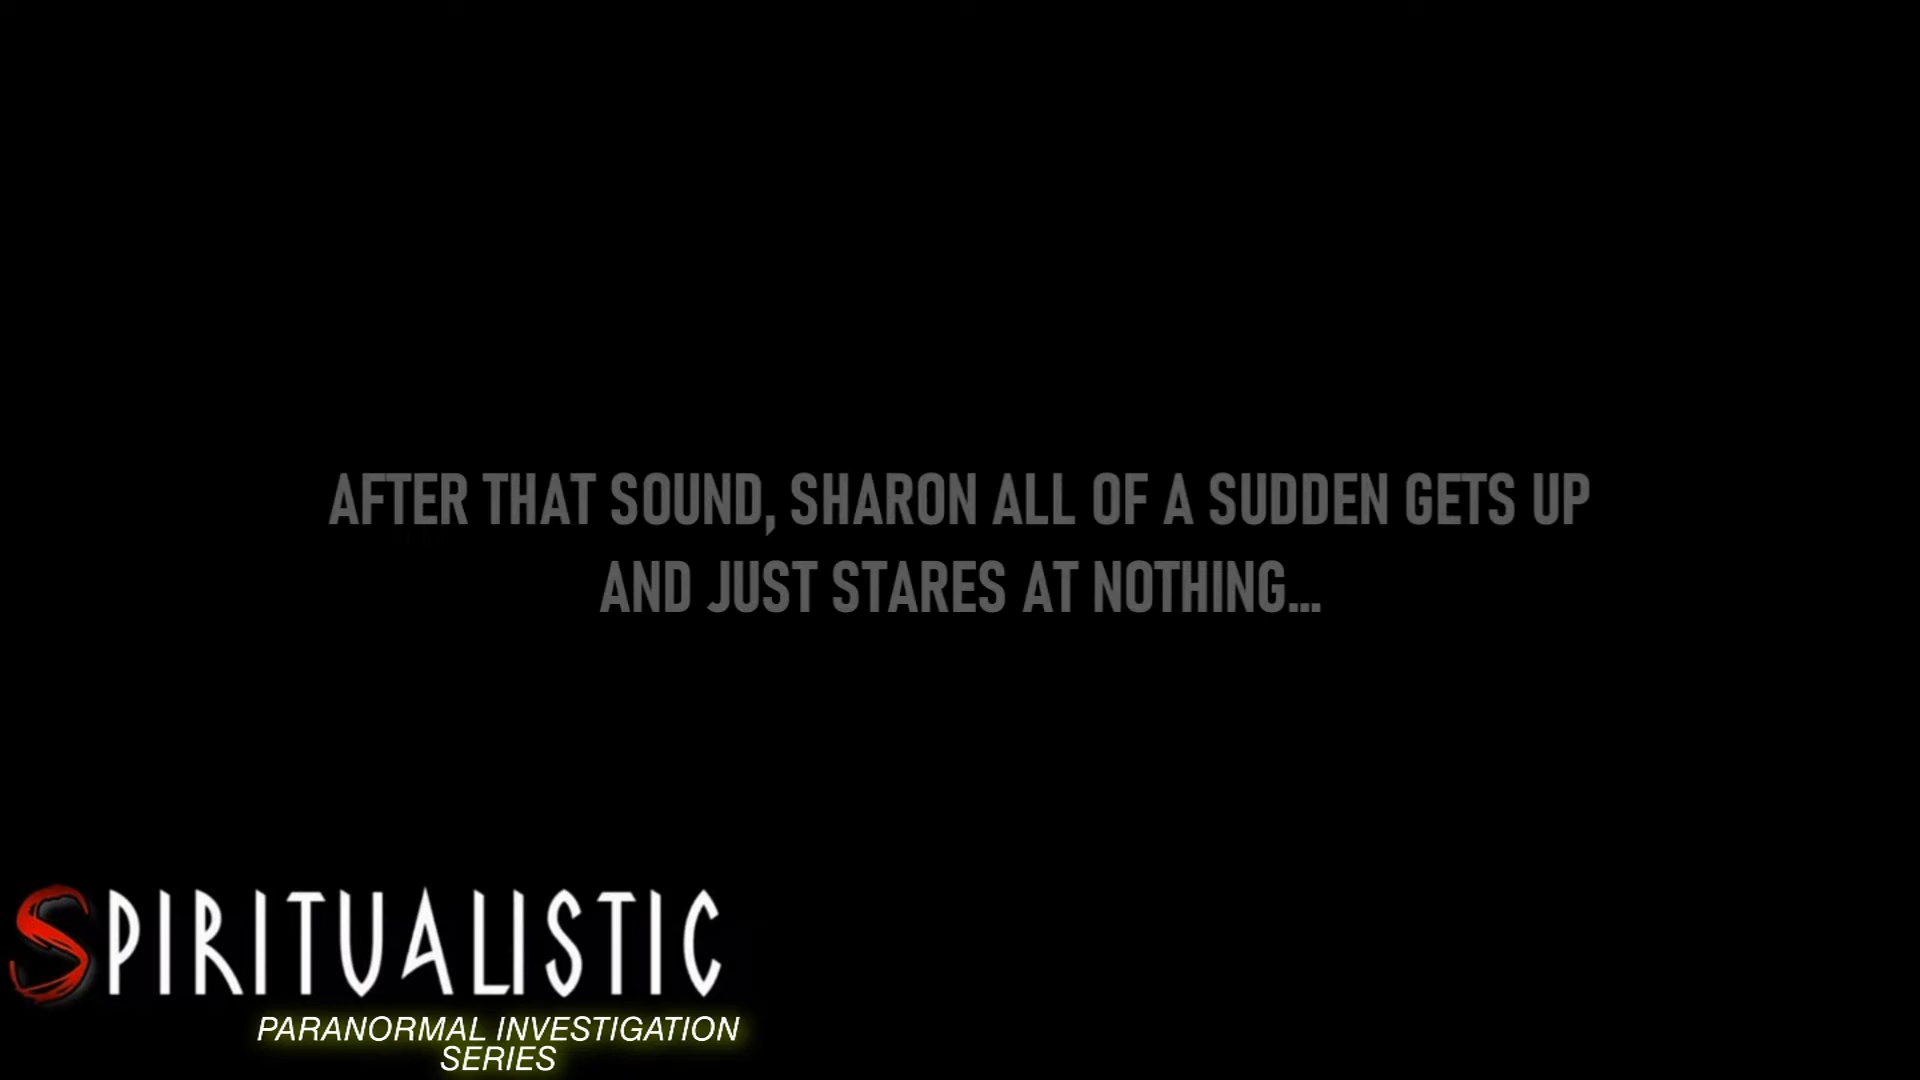 AFTER THAT SOUND, SHARON ALL OF A SUDDEN GETS UP
AND JUST STARES AT NOTHING...
SPIRITUALISTIC
PARANORMAL INVESTIGATION
SERIES